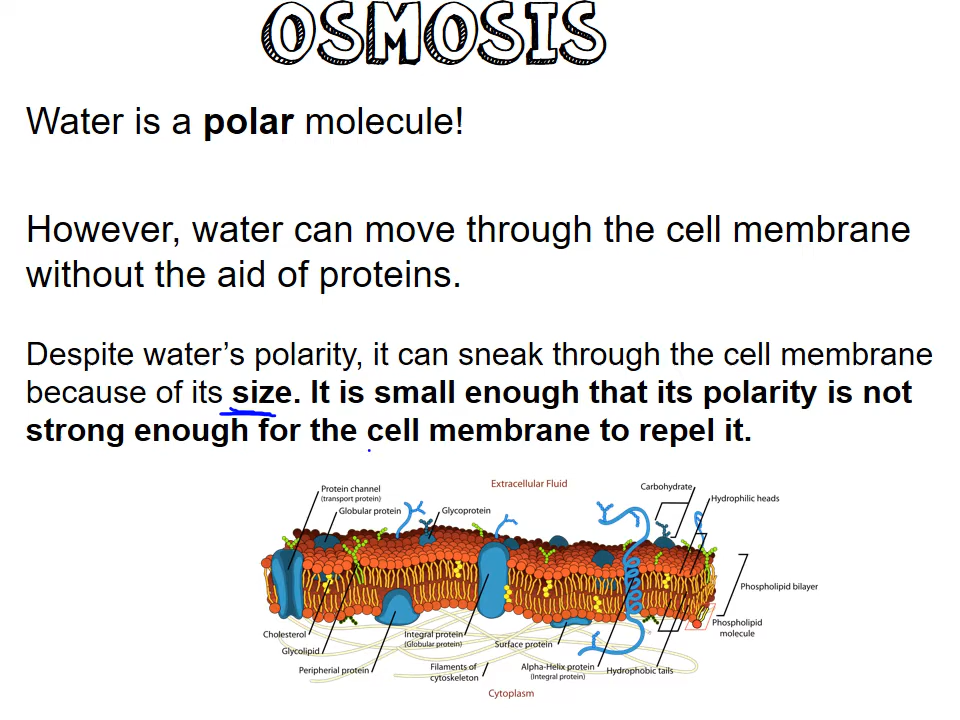 OSMOSIS
Water is a polar molecule!
However, water can move through the cell membrane
without the aid of proteins.
Despite water's polarity, it can sneak through the cell membrane
because of its size. It is small enough that its polarity is not
strong enough for the cell membrane to repel it.
Extracellular Fluid
Protein channel
(transport protein)
Globular protein
Glycoprotein
Carbohydrate
Hydrophilic heads
Phospholipid bilayer
Phospholipid
molecule
Cholesterol
Glycolipid
Peripherial protein
Integral protein
(Globular protein)
Filaments of
cytoskeleton
Surface protein
Alpha-Helix protein
(Integral protein)
Hydrophobic tails
Cytoplasm